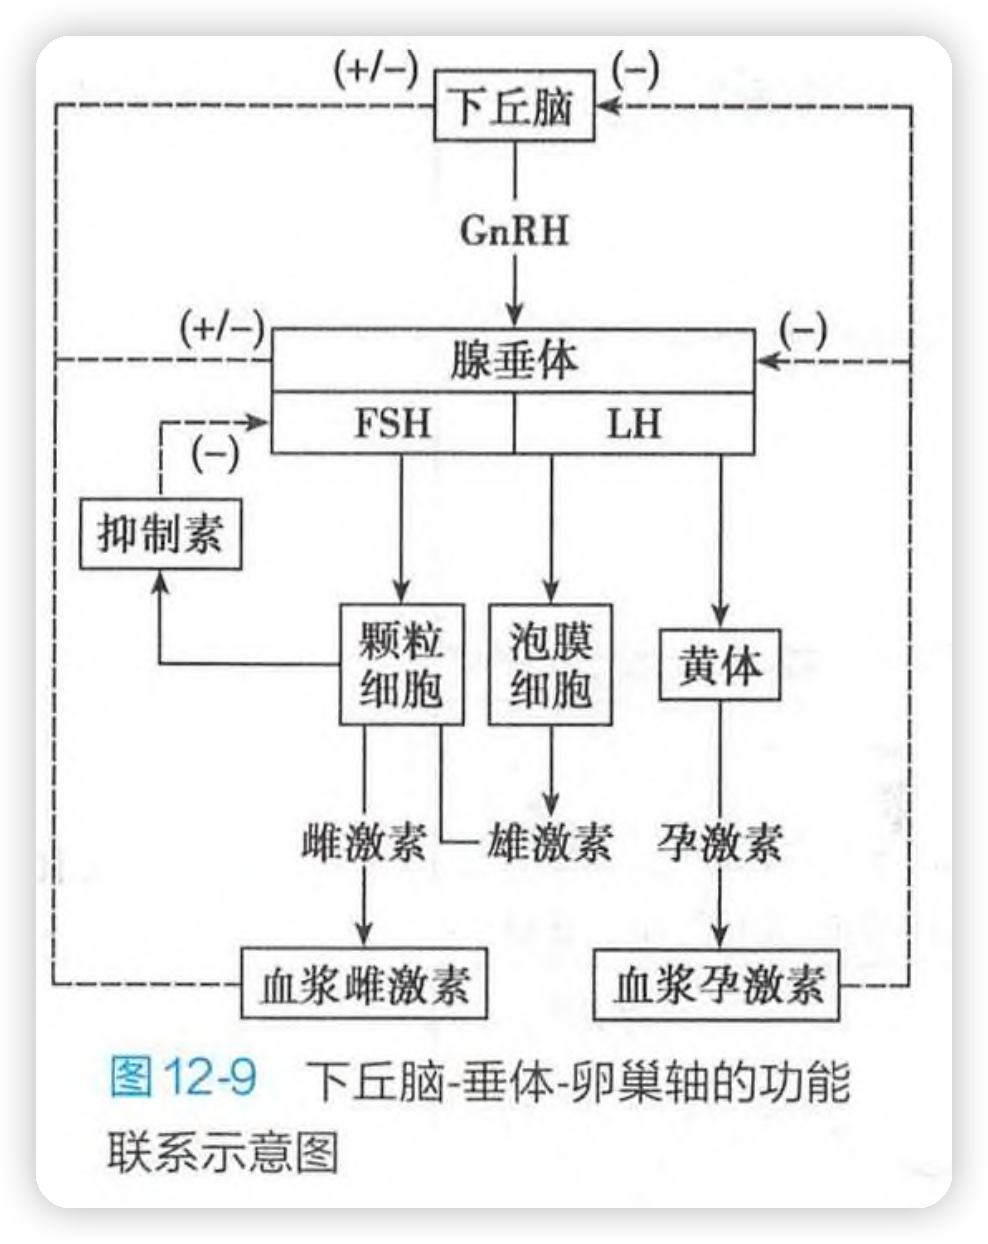 (+/–)
下丘脑
(–)
GnRH
(+/–)
腺垂体
(–)
FSH
LH
(–)
抑制素
颗粒
细胞
泡膜
细胞
黄体
雌激素
雄激素
孕激素
血浆雌激素
血浆孕激素
图12-9 下丘脑-垂体-卵巢轴的功能
联系示意图